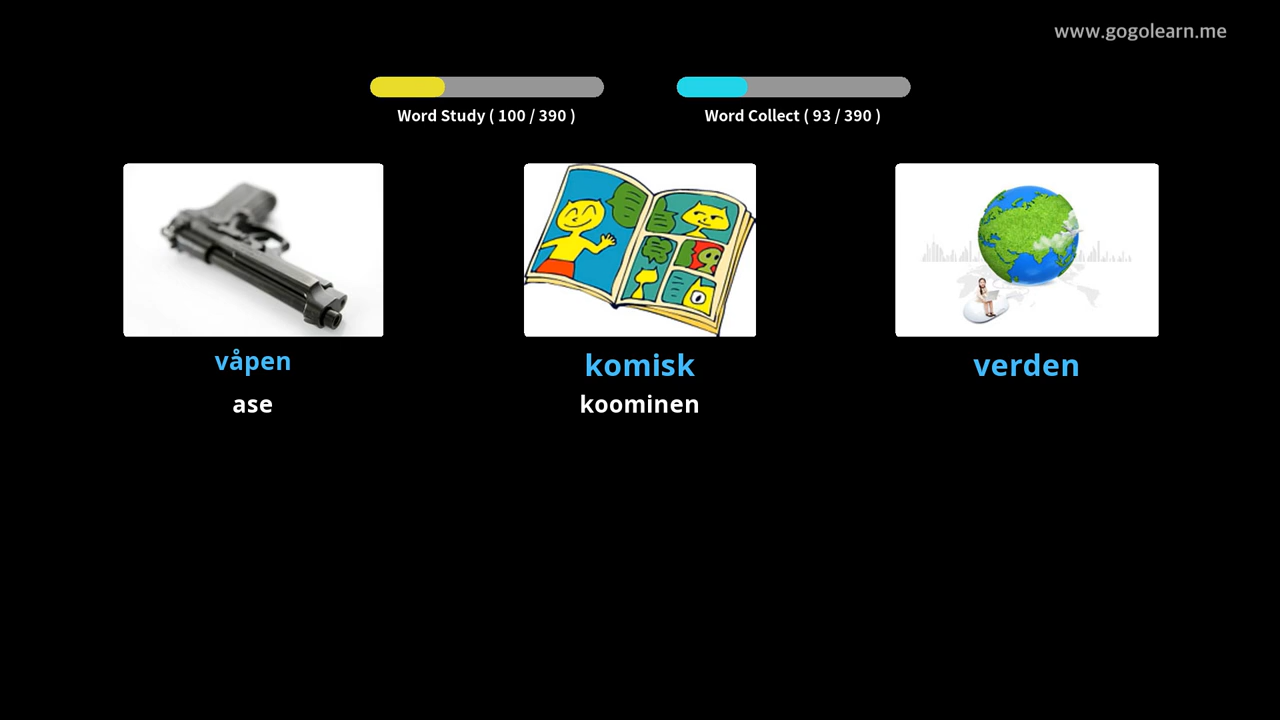 www.gogolearn.me
Word Study ( 100 / 390 )
Word Collect ( 93 / 390 )
våpen
komisk
verden
ase
koominen